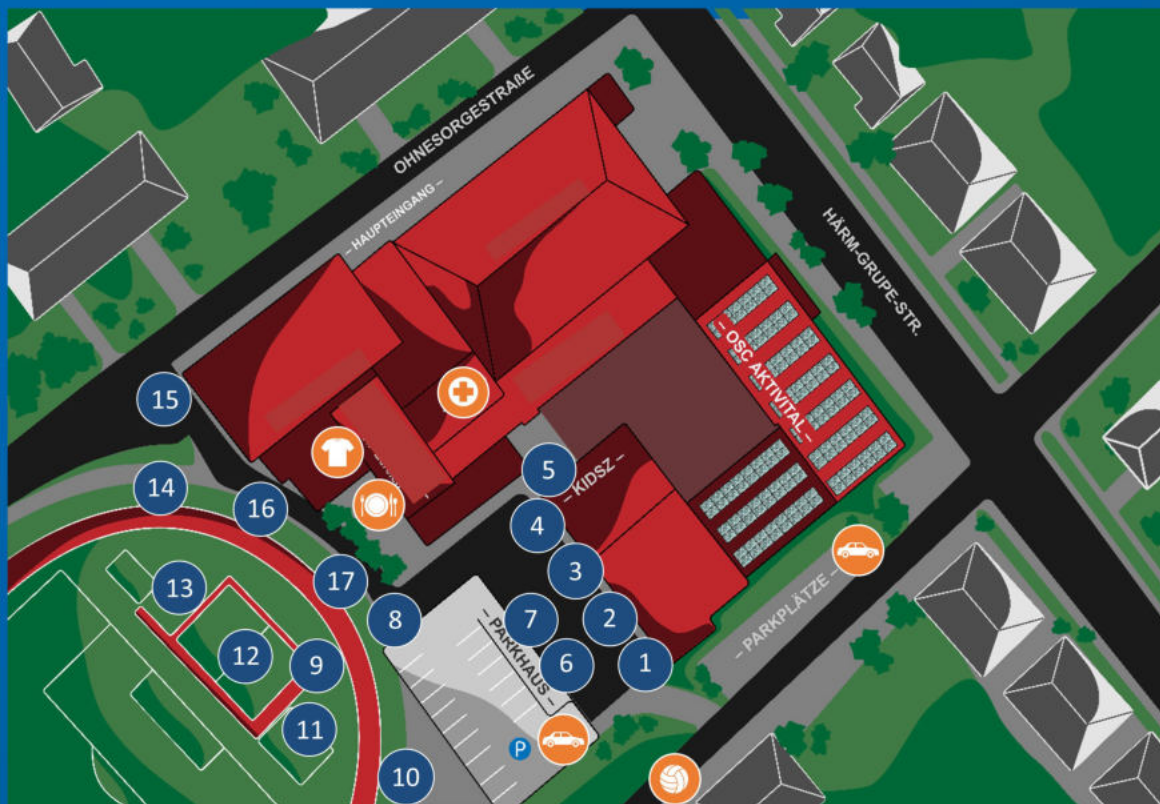 OHNESORGESTRAßE
– HAUPTEINGANG –
HÄRM-GRUPE-STR.
– OSC AKTIVITAL –
15
5
– KIDSZ –
14
16
4
– PARKPLÄTZE –
13
17
3
8
7
2
– PARKHAUS –
12
9
6
1
11
P
10